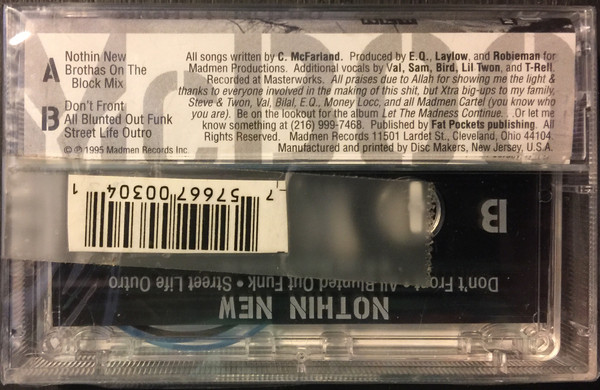 A
Nothin New
Brothas On The
Block Mix
B
Don't Front
All Blunted Out Funk
Street Life Outro
© ℗ 1995 Madmen Records Inc.
All songs written by C. McFarland. Produced by E.Q., Laylow, and Robieman for
Madmen Productions. Additional vocals by Val, Sam, Bird, Lil Twon, and T-Rell.
Recorded at Masterworks. All praises due to Allah for showing me the light &
thanks to everyone involved in the making of this shit, but Xtra big-ups to my family,
Steve & Twon, Val, Bilal, E.Q., Money Locc, and all Madmen Cartel (you know who
you are). Be on the lookout for the album Let The Madness Continue. . .Or let me
know something at (216) 999-7468. Published by Fat Pockets publishing. All
Rights Reserved. Madmen Records 11501 Lardet St., Cleveland, Ohio 44104.
Manufactured and printed by Disc Makers, New Jersey, U.S.A.
7 57667 00304 1
B
NOTHIN NEW
Don't Front • All Blunted Out Funk • Street Life Outro